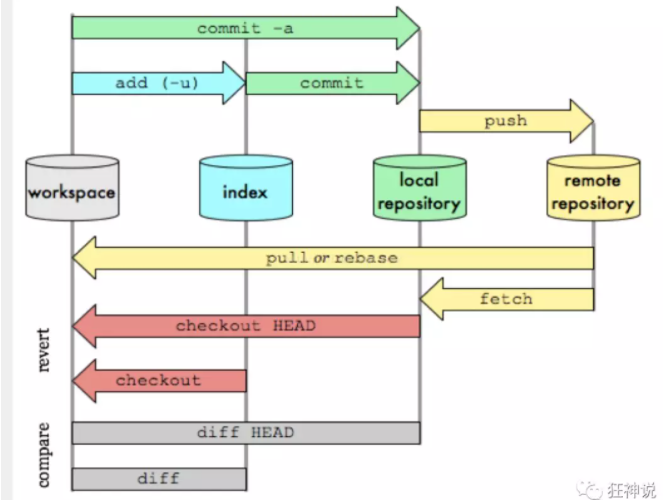 commit -a
add (-u)
commit
push
workspace
index
local
repository
remote
repository
pull or rebase
fetch
revert
checkout HEAD
checkout
compare
diff HEAD
diff
狂神说